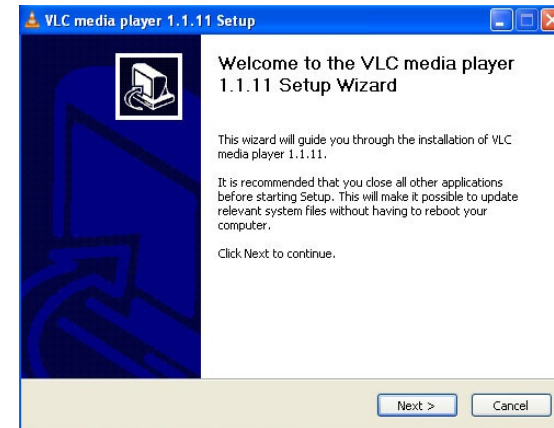 VLC media player 1.1.11 Setup
Welcome to the VLC media player
1.1.11 Setup Wizard
This wizard will guide you through the installation of VLC
media player 1.1.11.
It is recommended that you close all other applications
before starting Setup. This will make it possible to update
relevant system files without having to reboot your
computer.
Click Next to continue.
Next >
Cancel